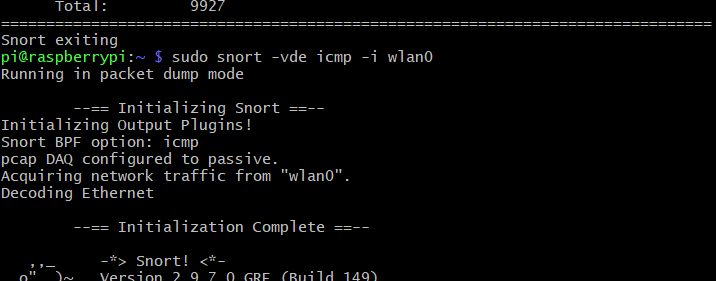 Total:          9927
===============================================================================
Snort exiting
pi@raspberrypi:~ $ sudo snort -vde icmp -i wlan0
Running in packet dump mode
--== Initializing Snort ==--
Initializing Output Plugins!
Snort BPF option: icmp
pcap DAQ configured to passive.
Acquiring network traffic from "wlan0".
Decoding Ethernet
--== Initialization Complete ==--
,,_     -*> Snort! <*-
o"  )~   Version 2.9.7.0 GRE (Build 149)